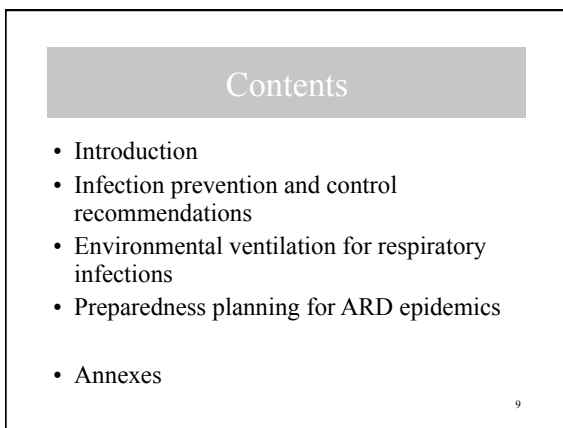 Contents
• Introduction
• Infection prevention and control
recommendations
• Environmental ventilation for respiratory
infections
• Preparedness planning for ARD epidemics
• Annexes
9